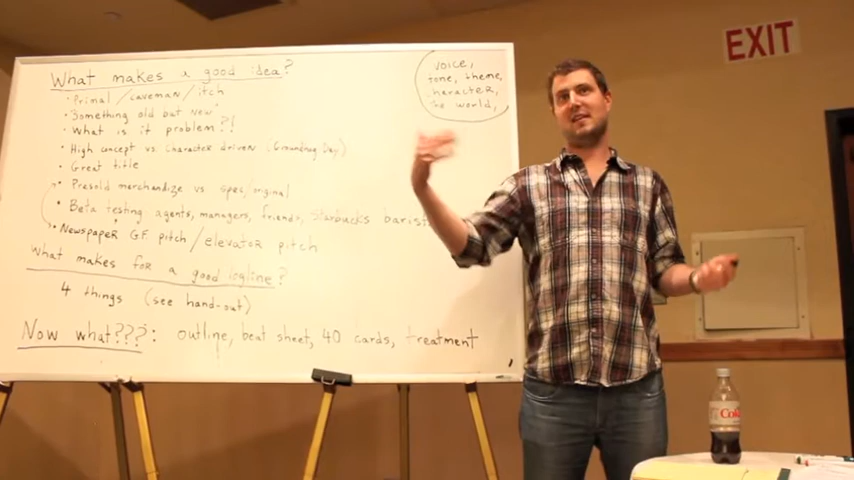 What makes a good idea?
• Primal/caveman/itch
• Something old but New
• What is it problem?!
• High concept vs. character driven (Groundhog Day)
• Great title
• Presold merchandize vs spec/original
• Beta testing agents, managers, friends, Starbucks barist
• Newspaper G.F. pitch/elevator pitch
What makes for a good logline?
4 things (see hand-out)
Now what???: outline, beat sheet, 40 cards, treatment
voice,
tone, theme,
character,
the world,
EXIT
Coke